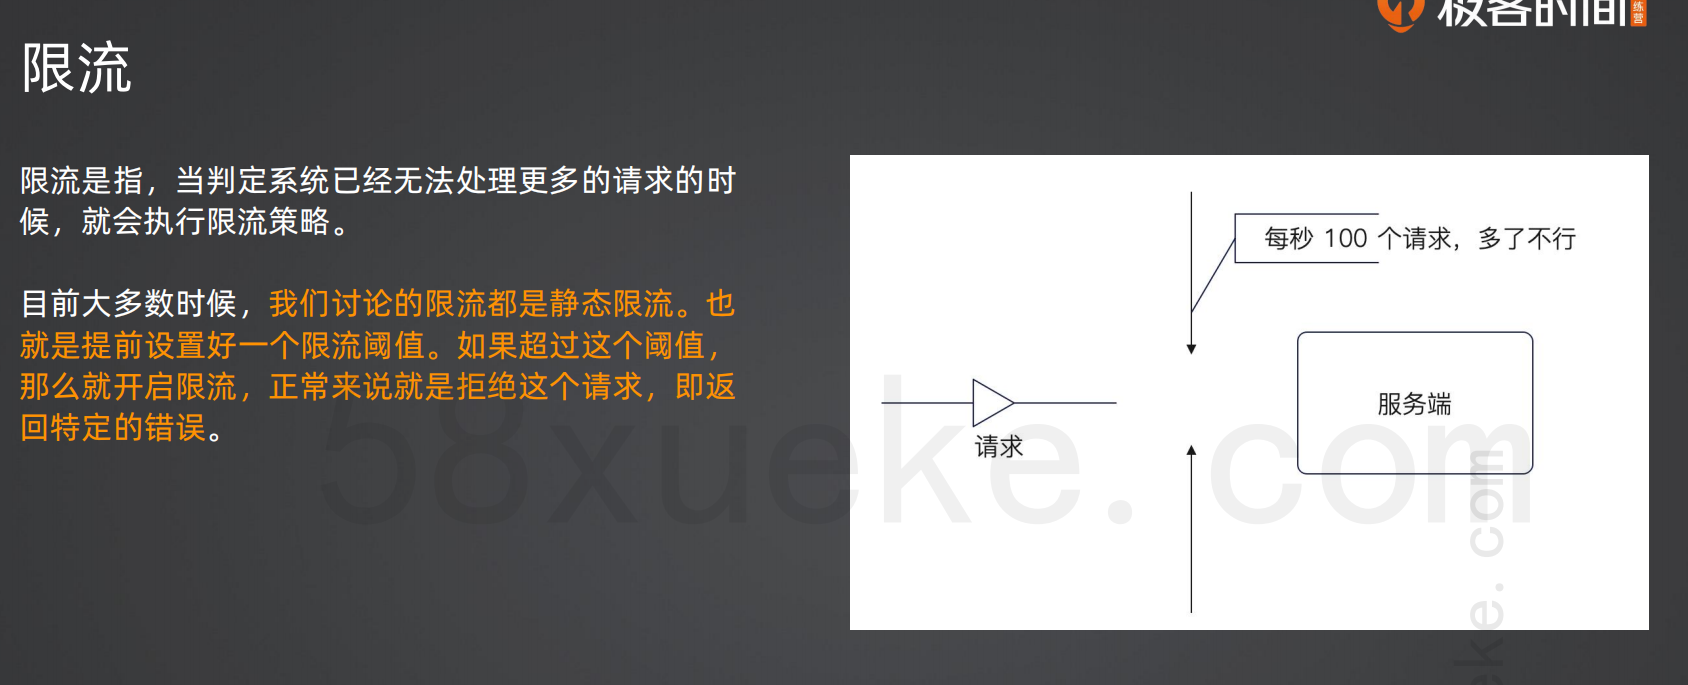 极客时间
练
营
限流
限流是指，当判定系统已经无法处理更多的请求的时
候，就会执行限流策略。
目前大多数时候，我们讨论的限流都是静态限流。也
就是提前设置好一个限流阈值。如果超过这个阈值，
那么就开启限流，正常来说就是拒绝这个请求，即返
回特定的错误。
每秒 100 个请求，多了不行
请求
服务端
58xueke.com
eke.com